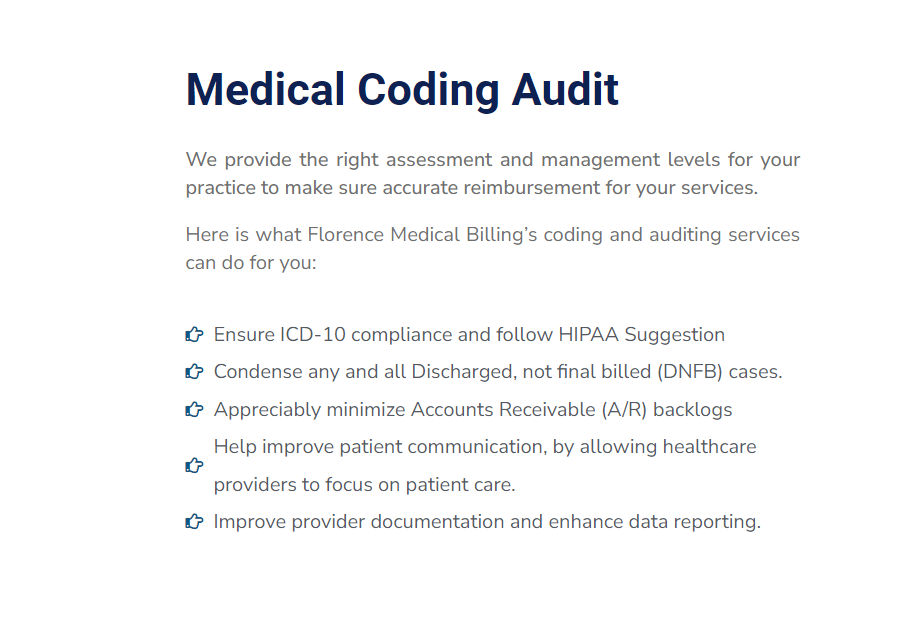 Medical Coding Audit
We provide the right assessment and management levels for your
practice to make sure accurate reimbursement for your services.
Here is what Florence Medical Billing’s coding and auditing services
can do for you:
Ensure ICD-10 compliance and follow HIPAA Suggestion
Condense any and all Discharged, not final billed (DNFB) cases.
Appreciably minimize Accounts Receivable (A/R) backlogs
Help improve patient communication, by allowing healthcare
providers to focus on patient care.
Improve provider documentation and enhance data reporting.